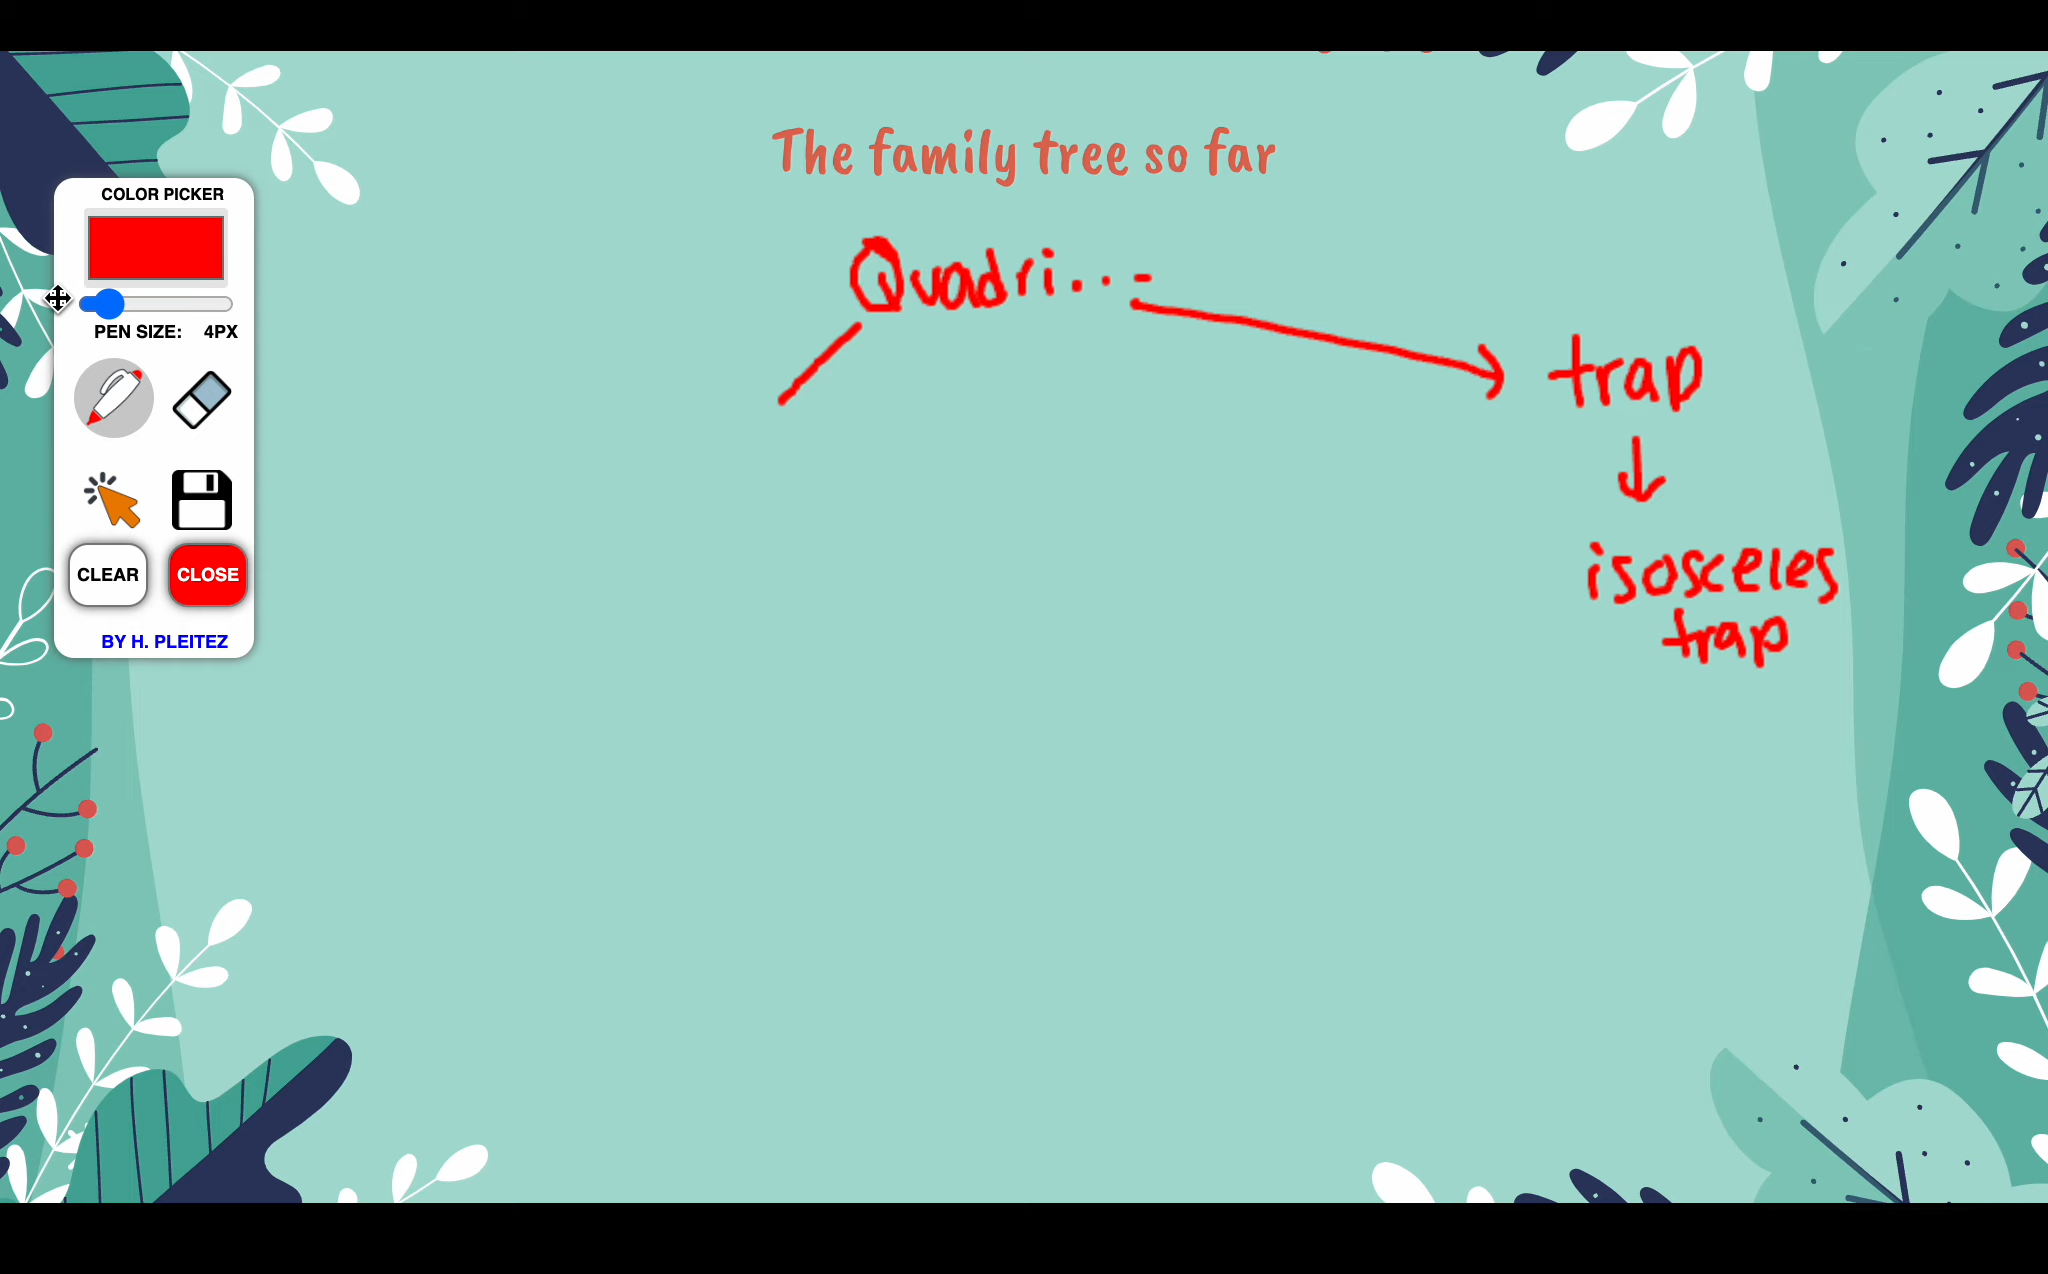 The family tree so far
COLOR PICKER
PEN SIZE: 4PX
CLEAR CLOSE
BY H. PLEITEZ
Quadri...
trap
isosceles
trap